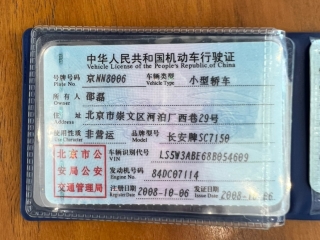 中华人民共和国机动车行驶证
Vehicle License of the People's Republic of China
号牌号码 京NN8006 车辆类型 小型轿车
Plate No. Vehicle Type
所有人 邵磊
Owner
住址 北京市崇文区河泊厂西巷29号
Address
使用性质 非营运 品牌型号 长安牌SC7150
Use Character Model
北京市公 车辆识别代号 LS5W3ABE68B054609
VIN
安局公安 发动机号码 84DC07114
Engine No.
交通管理局 注册日期 2008-10-06 发证日期 2008-10-06
Register Date Issue Date